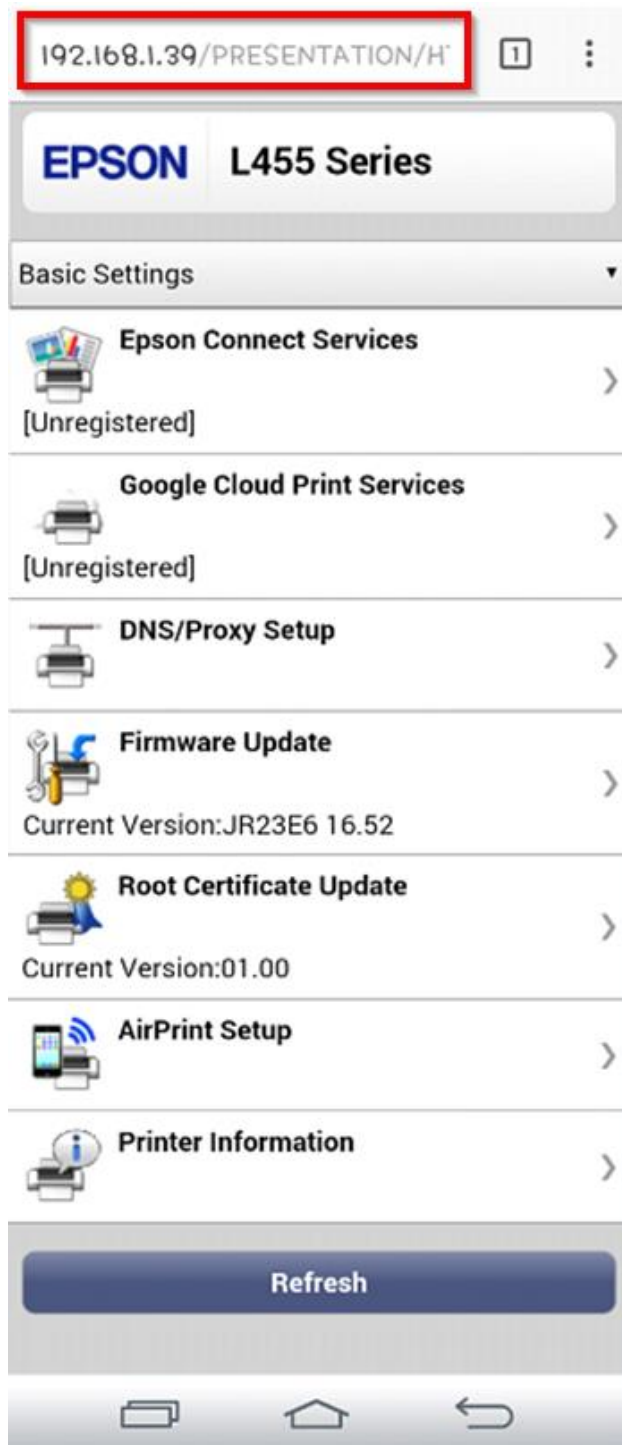 192.168.1.39/PRESENTATION/H
1
EPSON L455 Series
Basic Settings
Epson Connect Services
[Unregistered]
Google Cloud Print Services
[Unregistered]
DNS/Proxy Setup
Firmware Update
Current Version:JR23E6 16.52
Root Certificate Update
Current Version:01.00
AirPrint Setup
Printer Information
Refresh